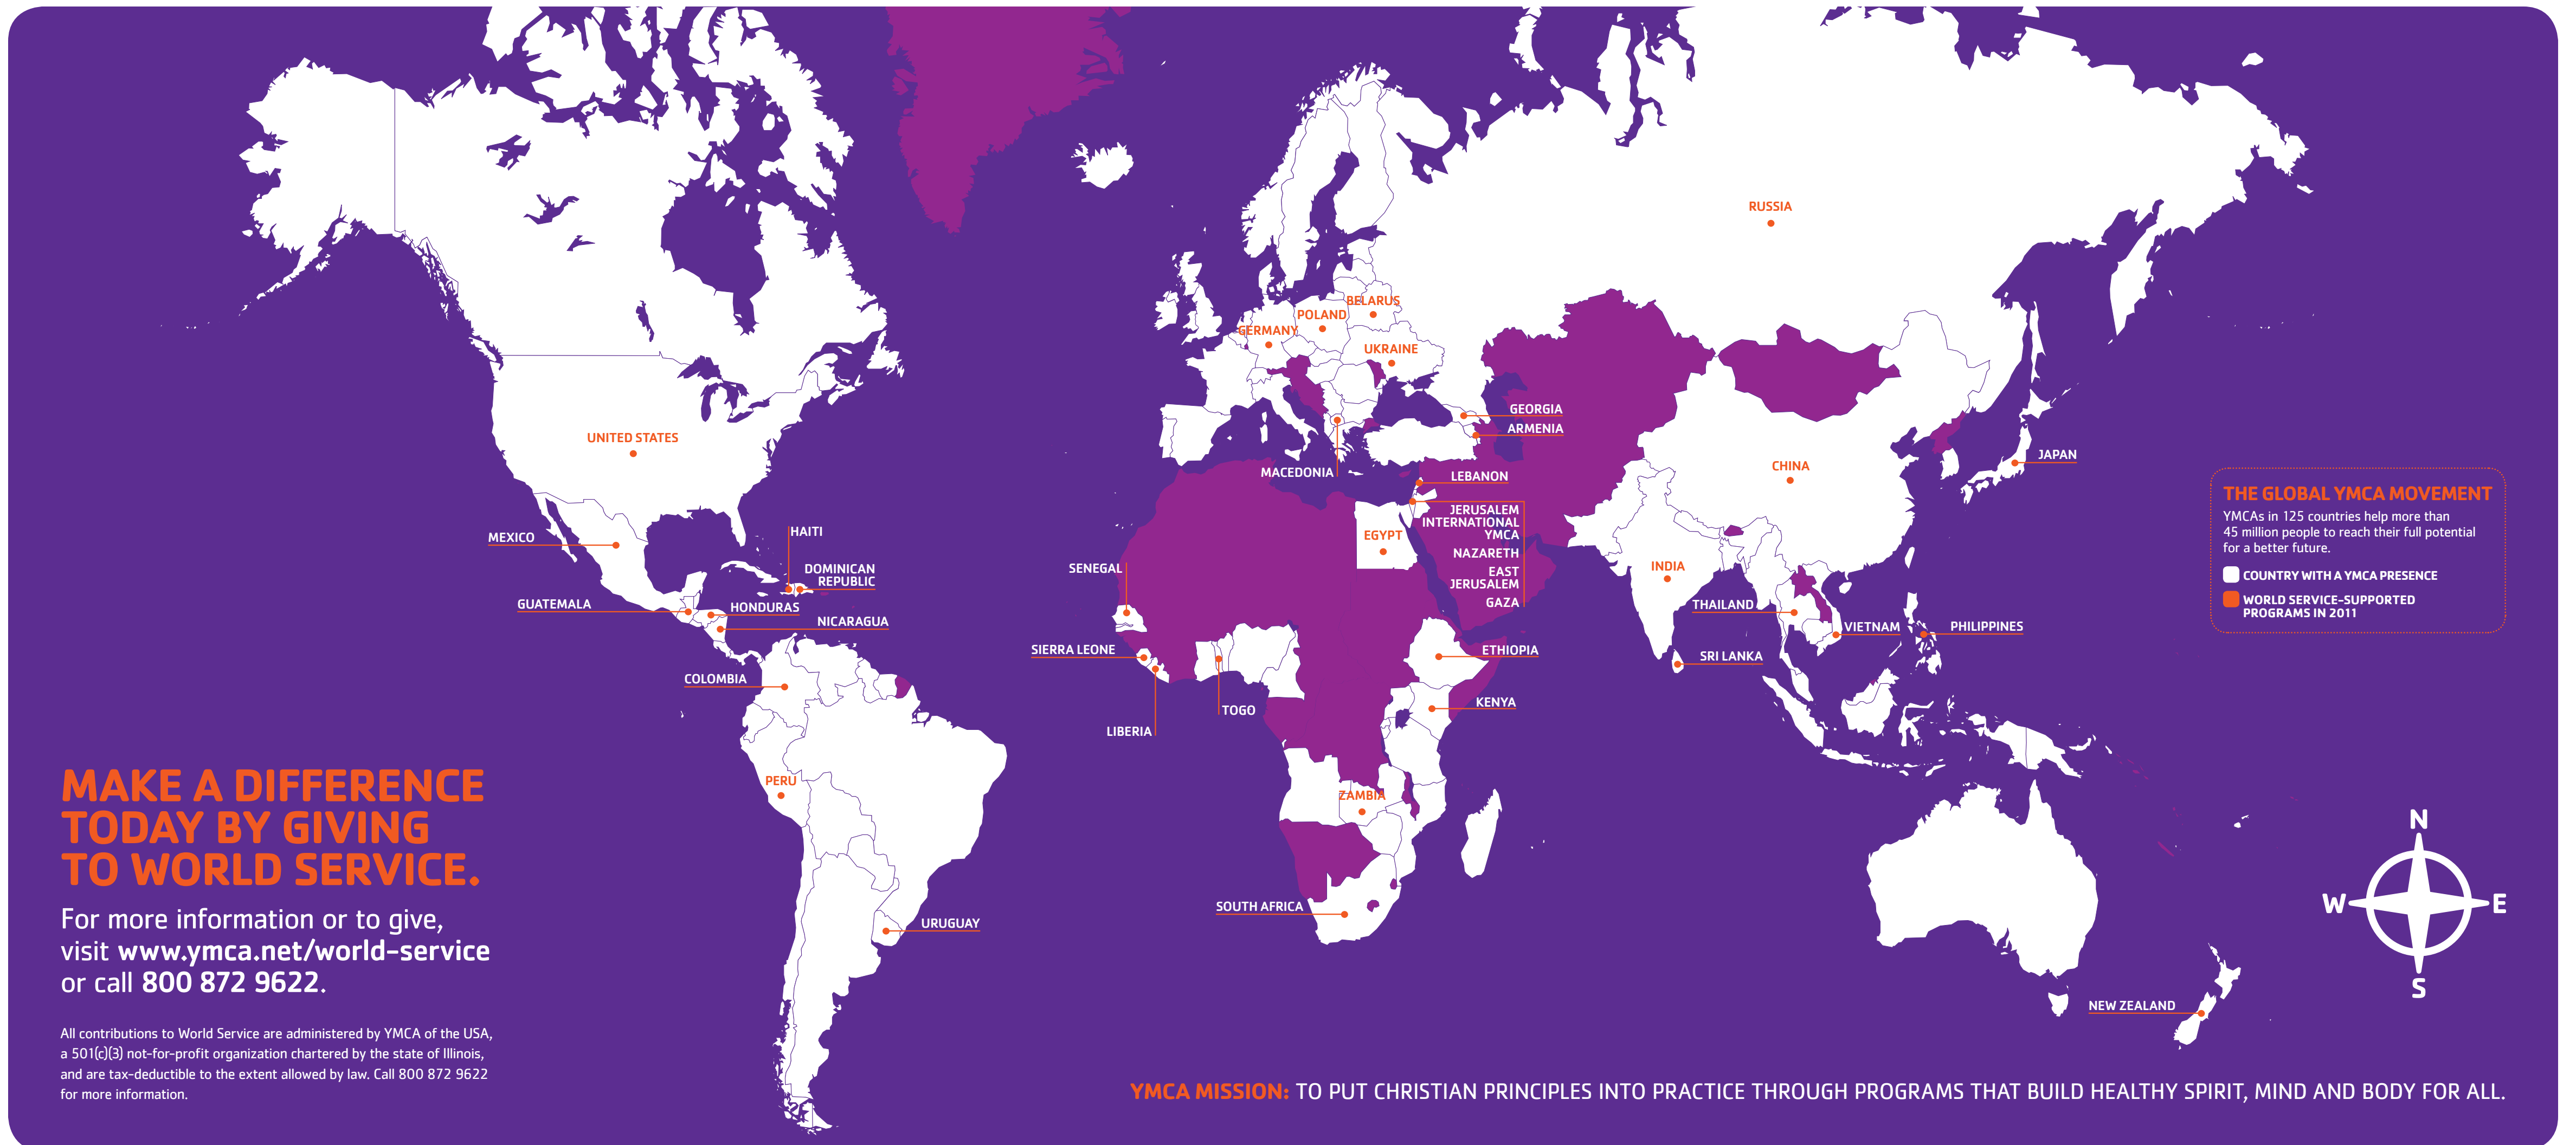 RUSSIA
BELARUS
POLAND
GERMANY
UKRAINE
GEORGIA
ARMENIA
MACEDONIA
LEBANON
JERUSALEM
INTERNATIONAL
YMCA
NAZARETH
EAST
JERUSALEM
GAZA
EGYPT
UNITED STATES
MEXICO
HAITI
DOMINICAN
REPUBLIC
GUATEMALA
HONDURAS
NICARAGUA
COLOMBIA
PERU
URUGUAY
SENEGAL
SIERRA LEONE
LIBERIA
TOGO
ETHIOPIA
KENYA
ZAMBIA
SOUTH AFRICA
CHINA
JAPAN
INDIA
THAILAND
VIETNAM
PHILIPPINES
SRI LANKA
NEW ZEALAND
THE GLOBAL YMCA MOVEMENT
YMCAs in 125 countries help more than
45 million people to reach their full potential
for a better future.
COUNTRY WITH A YMCA PRESENCE
WORLD SERVICE-SUPPORTED
PROGRAMS IN 2011
N
W
E
S
MAKE A DIFFERENCE
TODAY BY GIVING
TO WORLD SERVICE.
For more information or to give,
visit www.ymca.net/world-service
or call 800 872 9622.
All contributions to World Service are administered by YMCA of the USA,
a 501(c)(3) not-for-profit organization chartered by the state of Illinois,
and are tax-deductible to the extent allowed by law. Call 800 872 9622
for more information.
YMCA MISSION: TO PUT CHRISTIAN PRINCIPLES INTO PRACTICE THROUGH PROGRAMS THAT BUILD HEALTHY SPIRIT, MIND AND BODY FOR ALL.